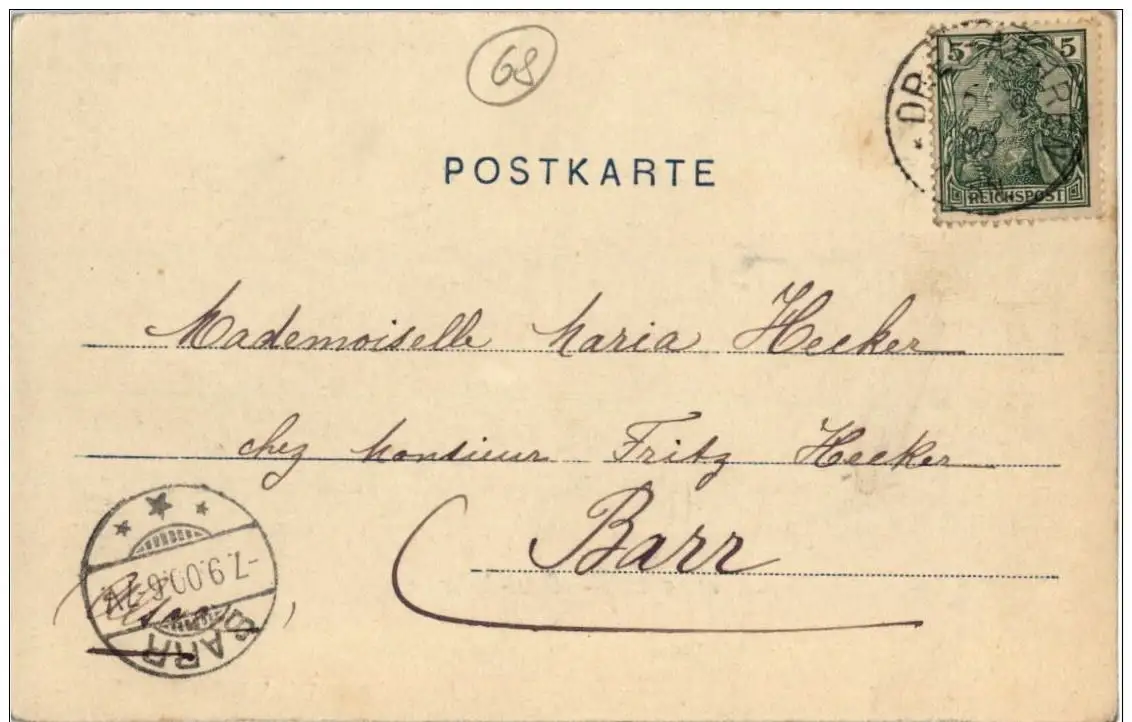 68
5 5
REICHSPOST
POSTKARTE
Mademoiselle Maria Hecker
chez Monsieur Fritz Hecker
Barr
-7.9.00.6-7N
BARR